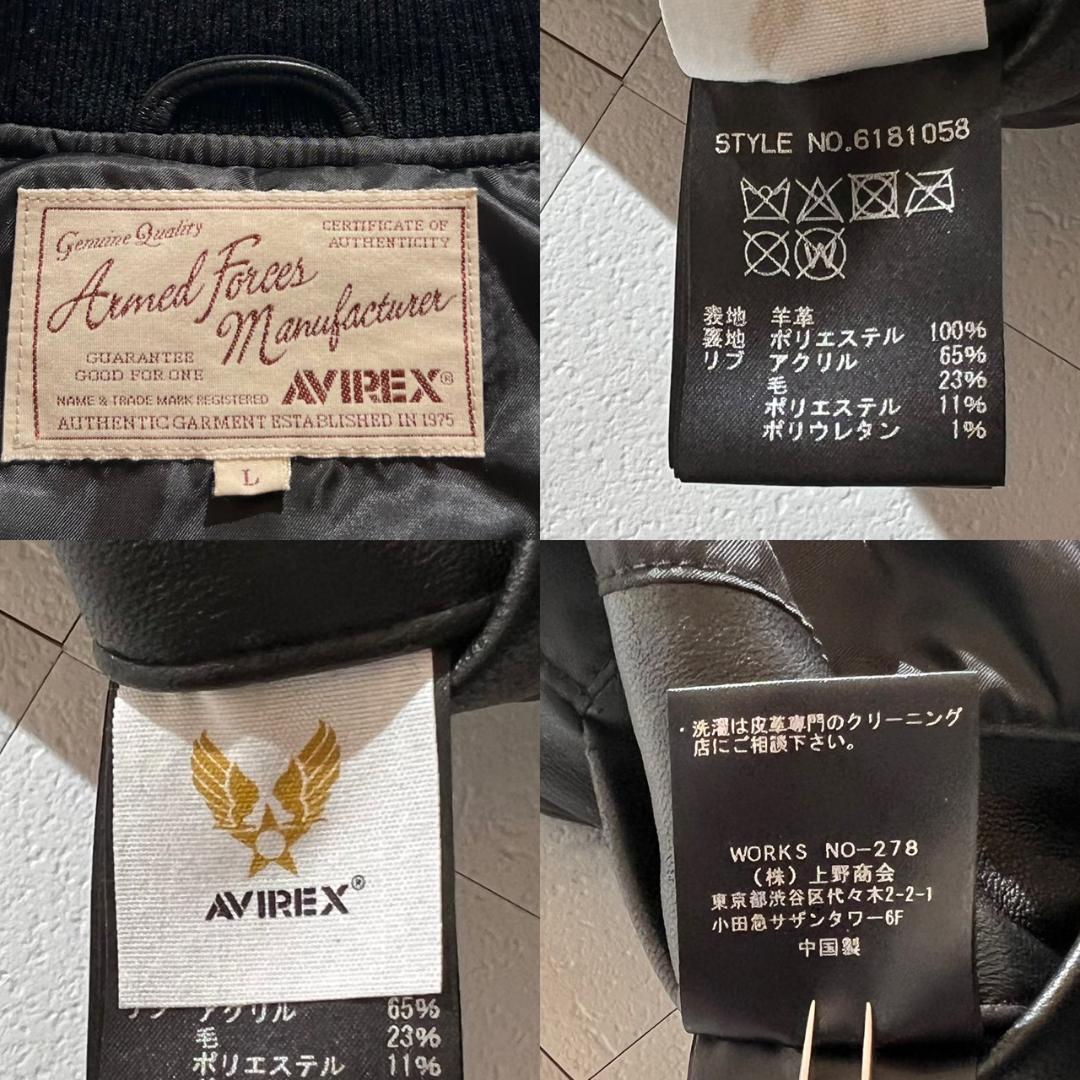 Genuine Quality
CERTIFICATE OF
AUTHENTICITY
Armed Forces
Manufacturer
GUARANTEE
GOOD FOR ONE
AVIREX®
NAME & TRADE MARK REGISTERED
AUTHENTIC GARMENT ESTABLISHED IN 1975
L
STYLE NO.6181058
W
表地 羊革
裏地 ポリエステル 100%
リブ アクリル 65%
毛 23%
ポリエステル 11%
ポリウレタン 1%
AVIREX®
リブ アクリル 65%
毛 23%
ポリエステル 11%
・洗濯は皮革専門のクリーニング
店にご相談下さい。
WORKS NO-278
(株)上野商会
東京都渋谷区代々木2-2-1
小田急サザンタワー6F
中国製